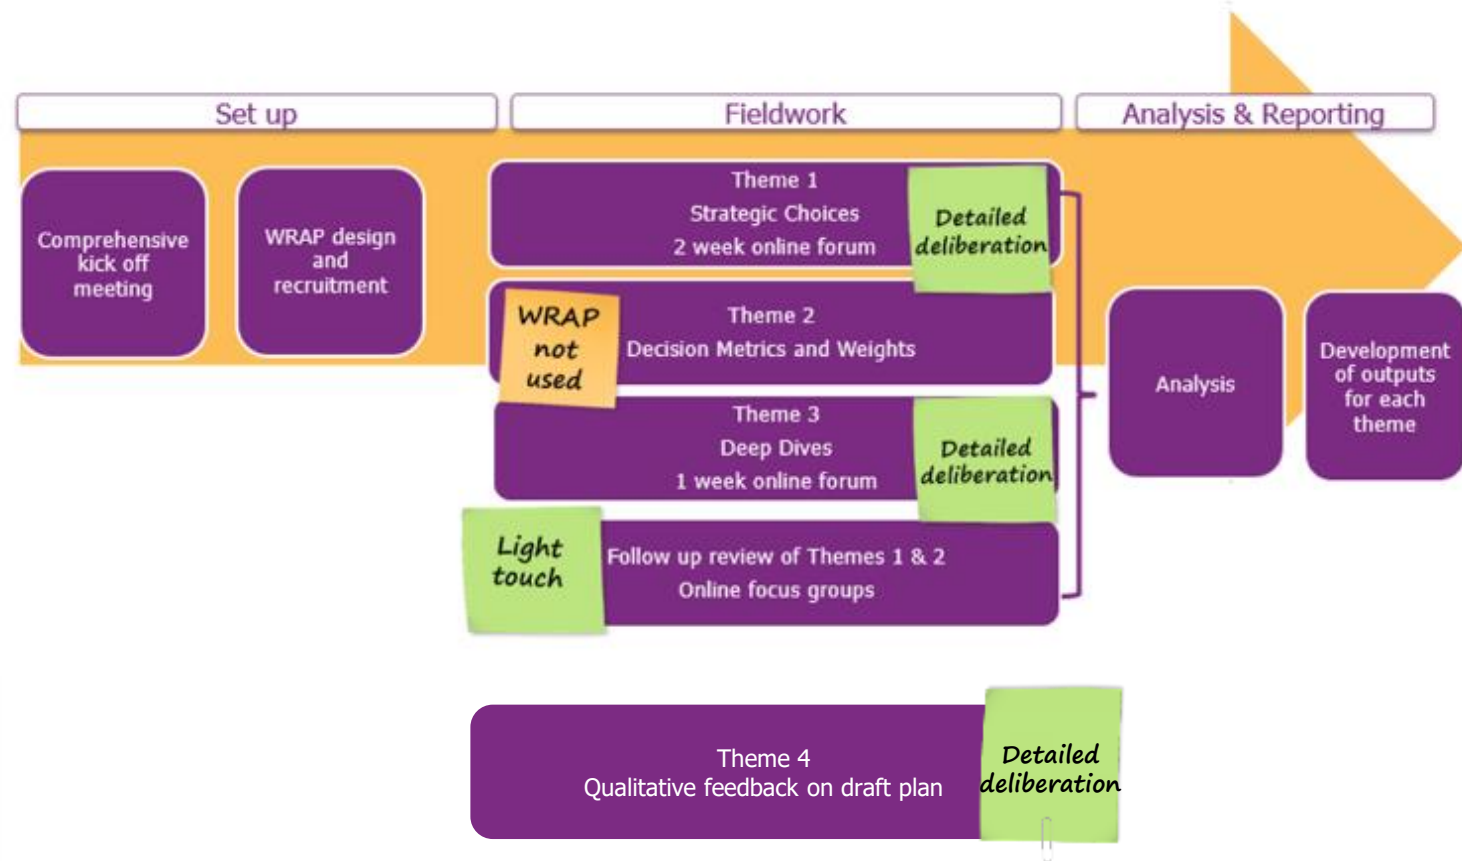 Set up
Fieldwork
Analysis & Reporting
Comprehensive
kick off
meeting
WRAP design
and
recruitment
Theme 1
Strategic Choices
2 week online forum
Detailed
deliberation
WRAP
not
used
Theme 2
Decision Metrics and Weights
Theme 3
Deep Dives
1 week online forum
Detailed
deliberation
Light
touch
Follow up review of Themes 1 & 2
Online focus groups
Analysis
Development
of outputs
for each
theme
Theme 4
Qualitative feedback on draft plan
Detailed
deliberation